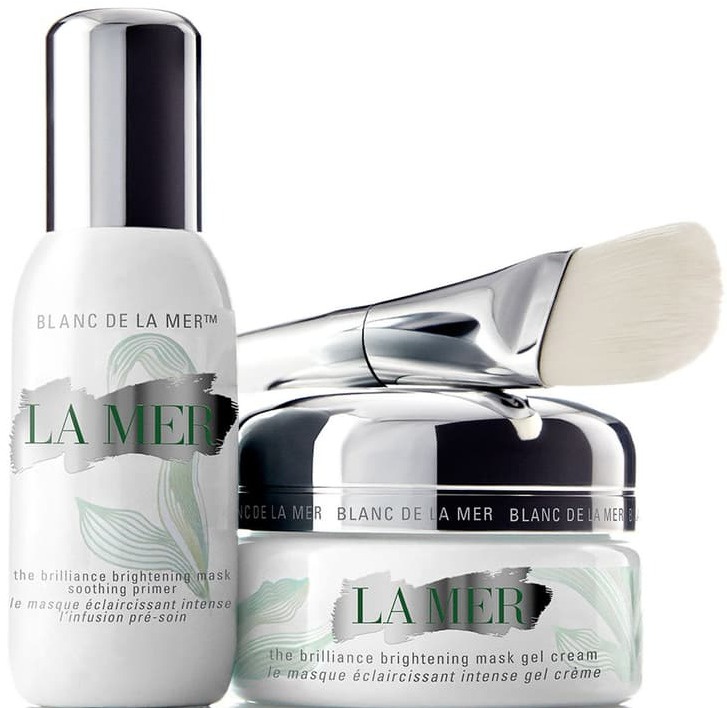 BLANC DE LA MER™
LA MER
the brilliance brightening mask
soothing primer
le masque éclaircissant intense
l'infusion pré-soin
DE LA MER BLANC DE LA MER BLANC DE LA MER
LA MER
the brilliance brightening mask gel cream
le masque éclaircissant intense gel crème